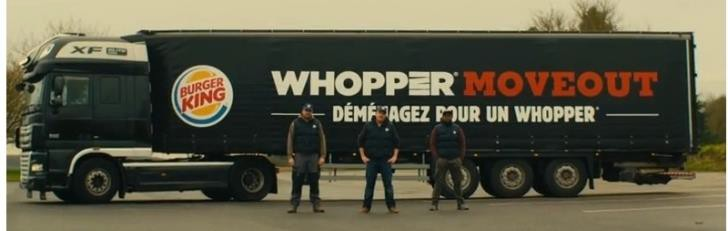 XF
BURGER
KING
WHOPPER® MOVEOUT
DÉMÉNAGEZ POUR UN WHOPPER®